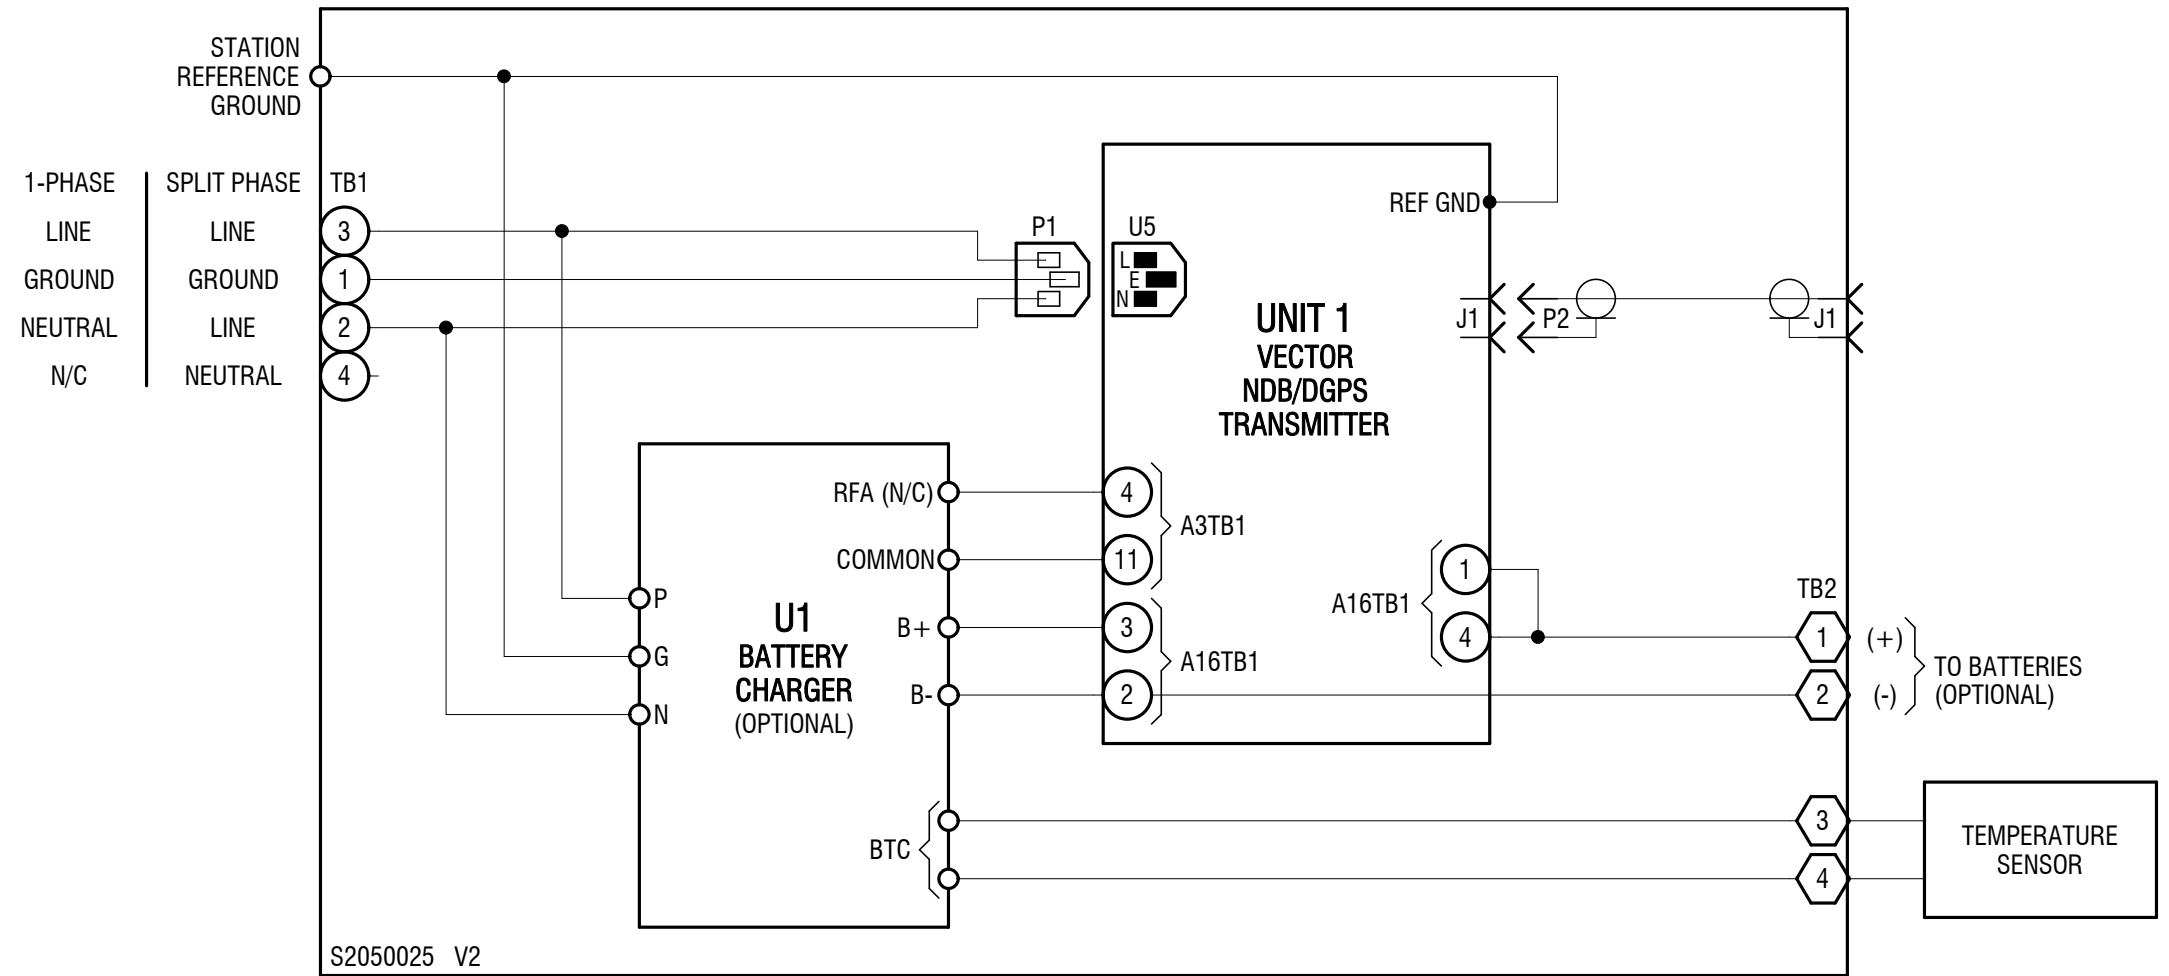 STATION
REFERENCE
GROUND
1-PHASE SPLIT PHASE TB1
LINE LINE 3
GROUND GROUND 1
NEUTRAL LINE 2
N/C NEUTRAL 4
P1
U5
L
E
N
REF GND
UNIT 1
VECTOR
NDB/DGPS
TRANSMITTER
J1 P2 J1
RFA (N/C) 4
COMMON 11
A3TB1
B+ 3
B- 2
A16TB1
P
G
N
U1
BATTERY
CHARGER
(OPTIONAL)
BTC
A16TB1
1
4
TB2
1 (+)
2 (-)
TO BATTERIES
(OPTIONAL)
3
4
TEMPERATURE
SENSOR
S2050025 V2